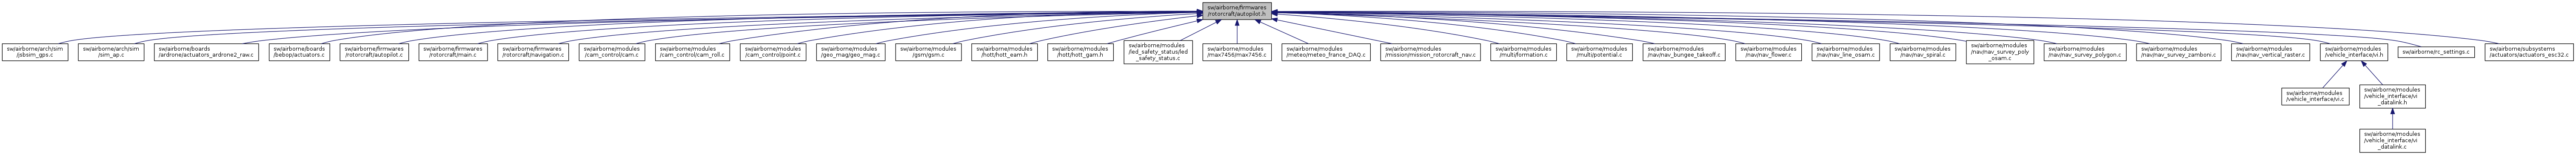 sw/airborne/firmwares
/rotorcraft/autopilot.h
sw/airborne/arch/sim
/jsbsim_gps.c
sw/airborne/arch/sim
/sim_ap.c
sw/airborne/boards
/ardrone/actuators_ardrone2_raw.c
sw/airborne/boards
/bebop/actuators.c
sw/airborne/firmwares
/rotorcraft/autopilot.c
sw/airborne/firmwares
/rotorcraft/main.c
sw/airborne/firmwares
/rotorcraft/navigation.c
sw/airborne/modules
/cam_control/cam.c
sw/airborne/modules
/cam_control/cam_roll.c
sw/airborne/modules
/cam_control/point.c
sw/airborne/modules
/geo_mag/geo_mag.c
sw/airborne/modules
/gsm/gsm.c
sw/airborne/modules
/hott/hott_eam.h
sw/airborne/modules
/hott/hott_gam.h
sw/airborne/modules
/led_safety_status/led
_safety_status.c
sw/airborne/modules
/max7456/max7456.c
sw/airborne/modules
/meteo/meteo_france_DAQ.c
sw/airborne/modules
/mission/mission_rotorcraft_nav.c
sw/airborne/modules
/multi/formation.c
sw/airborne/modules
/multi/potential.c
sw/airborne/modules
/nav/nav_bungee_takeoff.c
sw/airborne/modules
/nav/nav_flower.c
sw/airborne/modules
/nav/nav_line_osam.c
sw/airborne/modules
/nav/nav_spiral.c
sw/airborne/modules
/nav/nav_survey_poly
_osam.c
sw/airborne/modules
/nav/nav_survey_polygon.c
sw/airborne/modules
/nav/nav_survey_zamboni.c
sw/airborne/modules
/nav/nav_vertical_raster.c
sw/airborne/modules
/vehicle_interface/vi.h
sw/airborne/rc_settings.c
sw/airborne/subsystems
/actuators/actuators_esc32.c
sw/airborne/modules
/vehicle_interface/vi.c
sw/airborne/modules
/vehicle_interface/vi
_datalink.h
sw/airborne/modules
/vehicle_interface/vi
_datalink.c